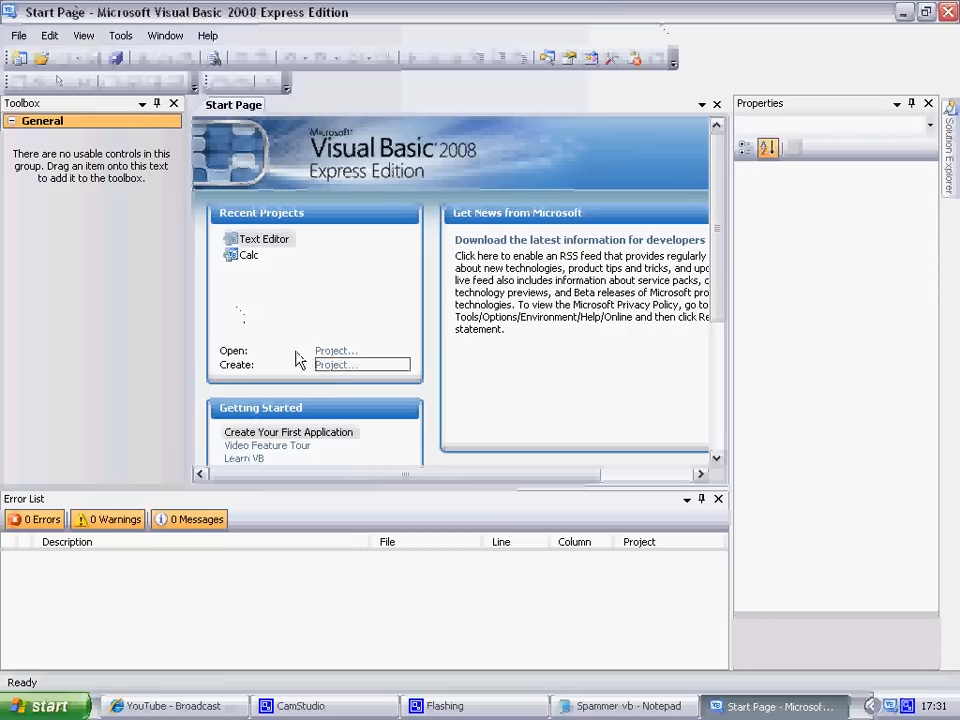 Start Page - Microsoft Visual Basic 2008 Express Edition
File Edit View Tools Window Help
Toolbox
General
There are no usable controls in this
group. Drag an item onto this text
to add it to the toolbox.
Start Page
Microsoft
Visual Basic 2008
Express Edition
Recent Projects
Text Editor
Calc
Open: Project...
Create: Project...
Getting Started
Create Your First Application
Video Feature Tour
Learn VB
Get News from Microsoft
Download the latest information for developers
Click here to enable an RSS feed that provides regularly
about new technologies, product tips and tricks, and
live feed also includes information about service packs,
technology previews, and Beta releases of Microsoft
technologies. To view the Microsoft Privacy Policy, go to
Tools/Options/Environment/Help/Online and then click
statement.
Properties
Solution Explorer
Error List
0 Errors 0 Warnings 0 Messages
Description File Line Column Project
Ready
start YouTube - Broadcast CamStudio Flashing Spammer vb - Notepad Start Page - Microsof... 17:31